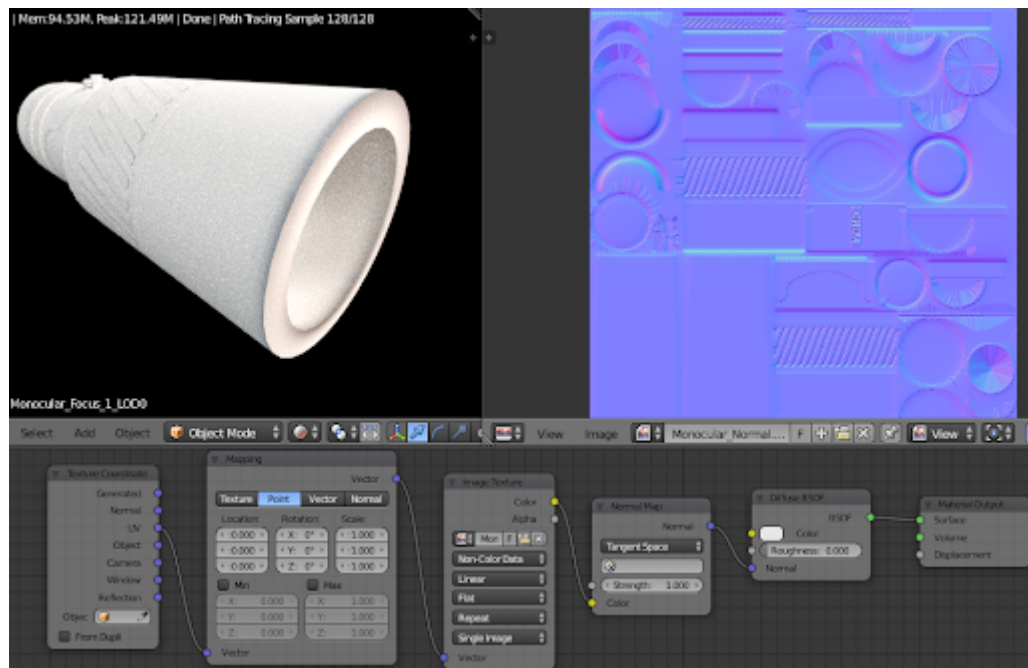 | Mem:94.53M, Peak:121.49M | Done | Path Tracing Sample 128/128
Monocular_Focus_1_LOD0
Select Add Object Object Mode
View Image Monocular_Normal.... F View
Texture Coordinate
Generated
Normal
UV
Object
Camera
Window
Reflection
Objec
From Dupli
Mapping
Vector
Texture Point Vector Normal
Location: Rotation: Scale:
0.000 X: 0° 1.000
0.000 Y: 0° 1.000
0.000 Z: 0° 1.000
Min Max
X: 0.000 X: 1.000
Y: 0.000 Y: 1.000
Z: 0.000 Z: 1.000
Vector
Image Texture
Color
Alpha
Mon F
Non-Color Data
Linear
Flat
Repeat
Single Image
Vector
Normal Map
Normal
Tangent Space
Strength: 1.000
Color
Diffuse BSDF
BSDF
Color
Roughness: 0.000
Normal
Material Output
Surface
Volume
Displacement